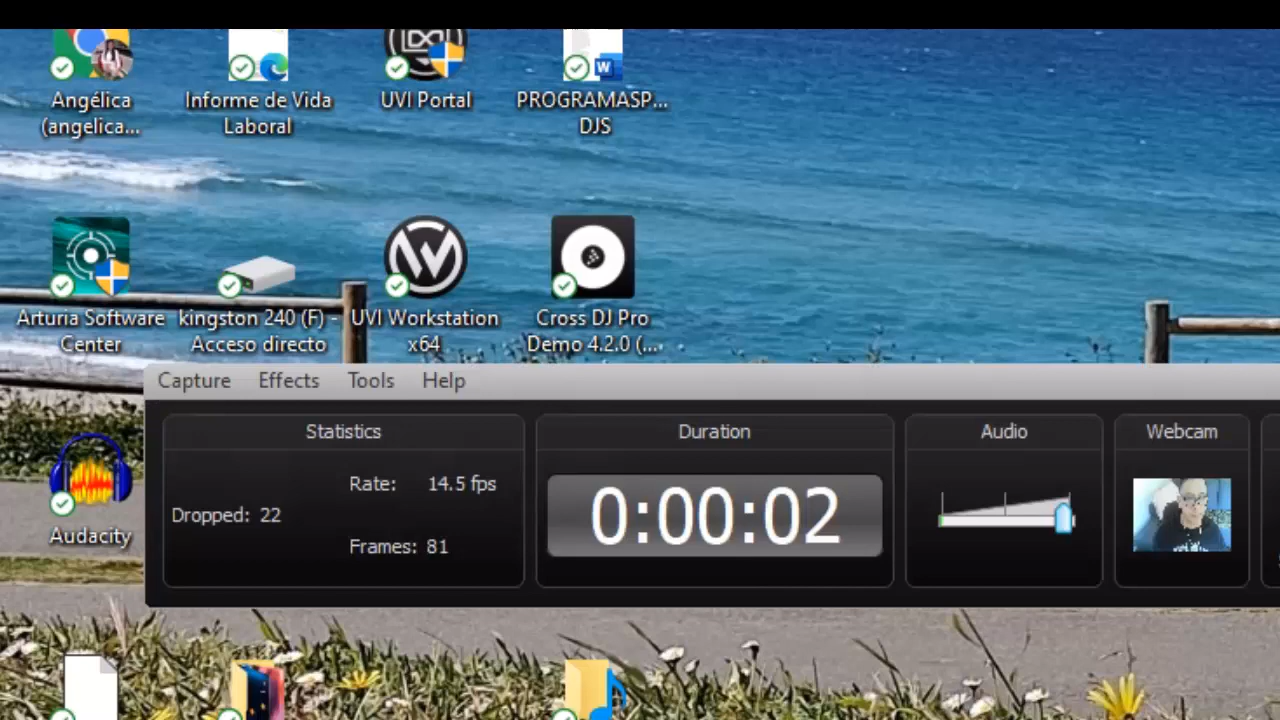 Angélica
(angelica...
Informe de Vida
Laboral
UVI Portal
W
PROGRAMASP...
DJS
Arturia Software
Center
kingston 240 (F) -
Acceso directo
UVI Workstation
x64
Cross DJ Pro
Demo 4.2.0 (...
Capture Effects Tools Help
Statistics
Rate: 14.5 fps
Dropped: 22
Frames: 81
Duration
0:00:02
Audio
Webcam
Audacity